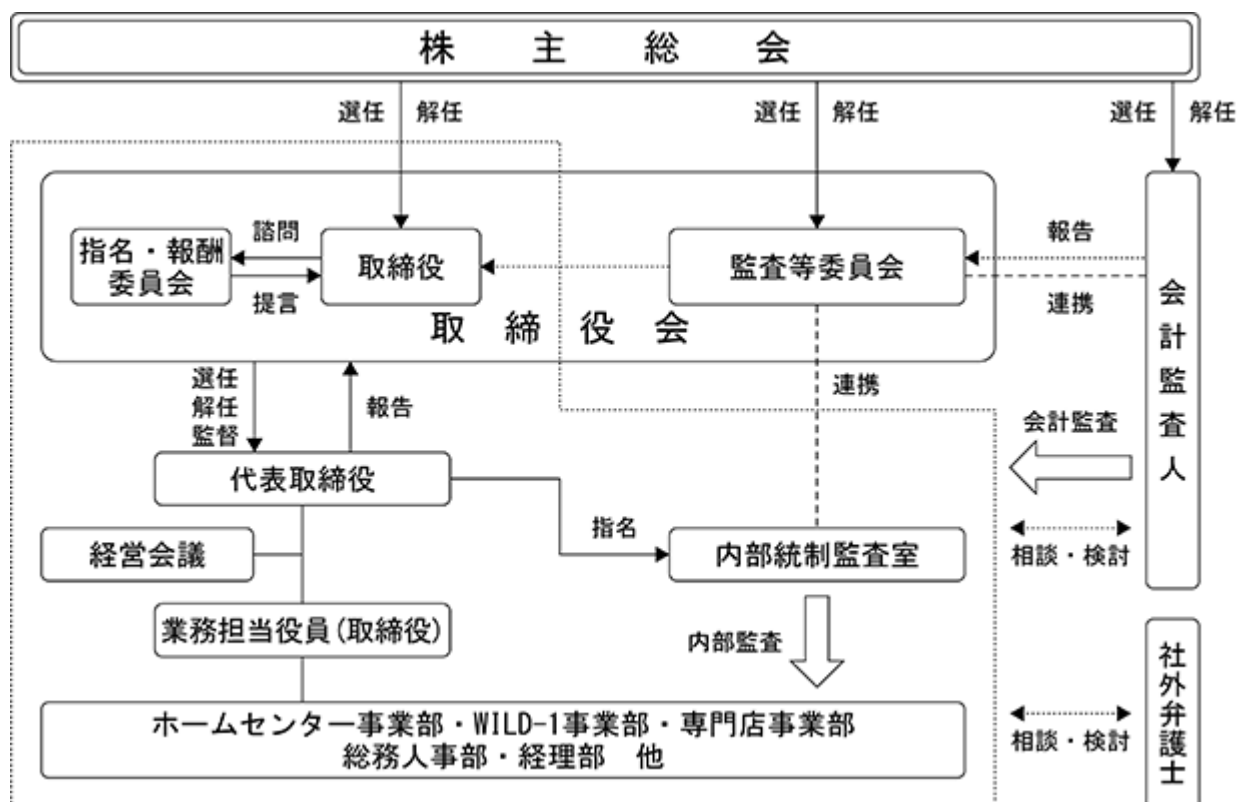 株主総会
選任 解任
選任 解任
選任 解任
指名・報酬
委員会
諮問
提言
取締役
監査等委員会
報告
連携
取締役会
会計監査人
選任
解任
監督
報告
連携
会計監査
代表取締役
経営会議
指名
内部統制監査室
相談・検討
業務担当役員(取締役)
内部監査
ホームセンター事業部・WILD-1事業部・専門店事業部
総務人事部・経理部 他
相談・検討
社外弁護士